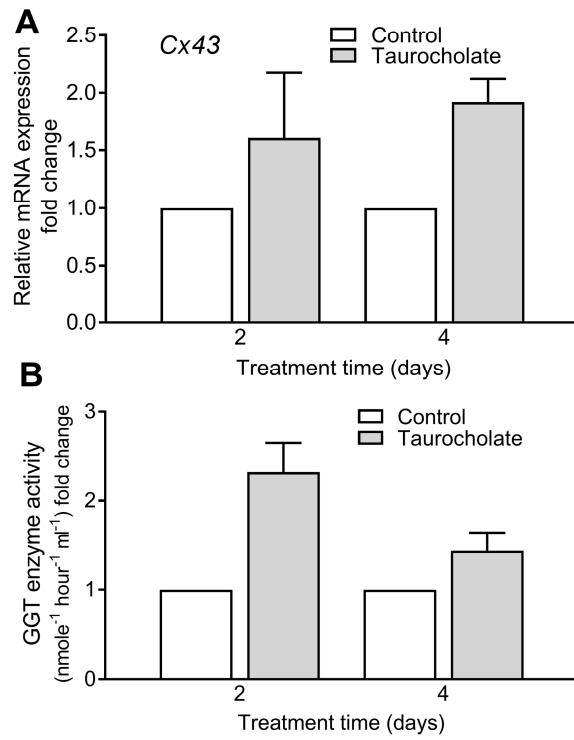 A
Cx43
Control
Taurocholate
Relative mRNA expression
fold change
2.5
2.0
1.5
1.0
0.5
0.0
2
4
Treatment time (days)
B
Control
Taurocholate
GGT enzyme activity
(nmole⁻¹ hour⁻¹ ml⁻¹) fold change
3
2
1
0
2
4
Treatment time (days)